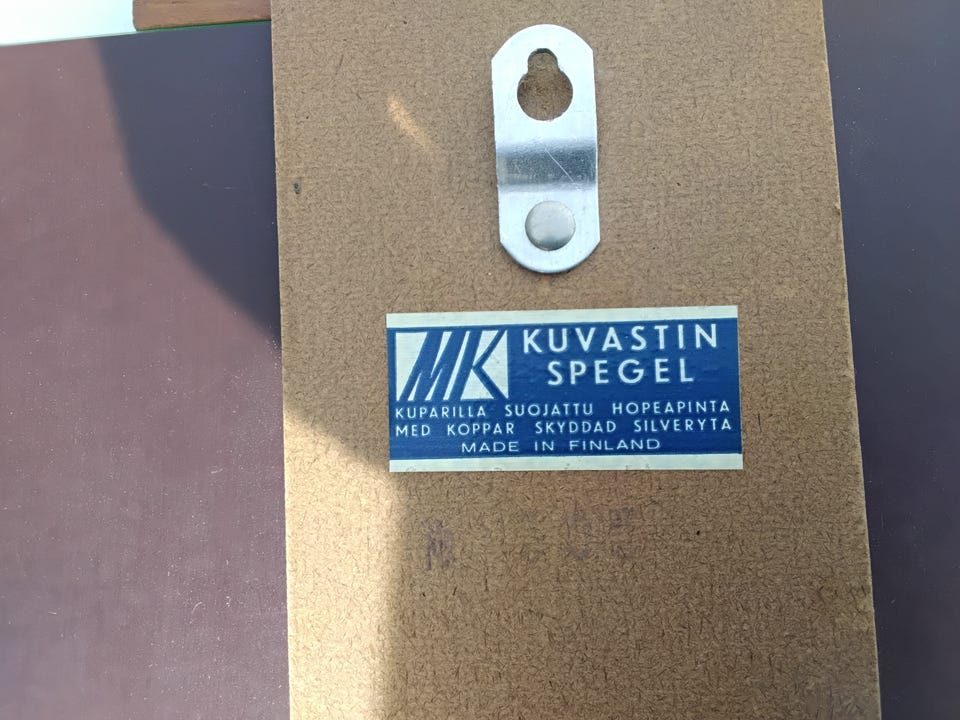 MK
KUVASTIN
SPEGEL
KUPARILLA SUOJATTU HOPEAPINTA
MED KOPPAR SKYDDAD SILVERYTA
MADE IN FINLAND